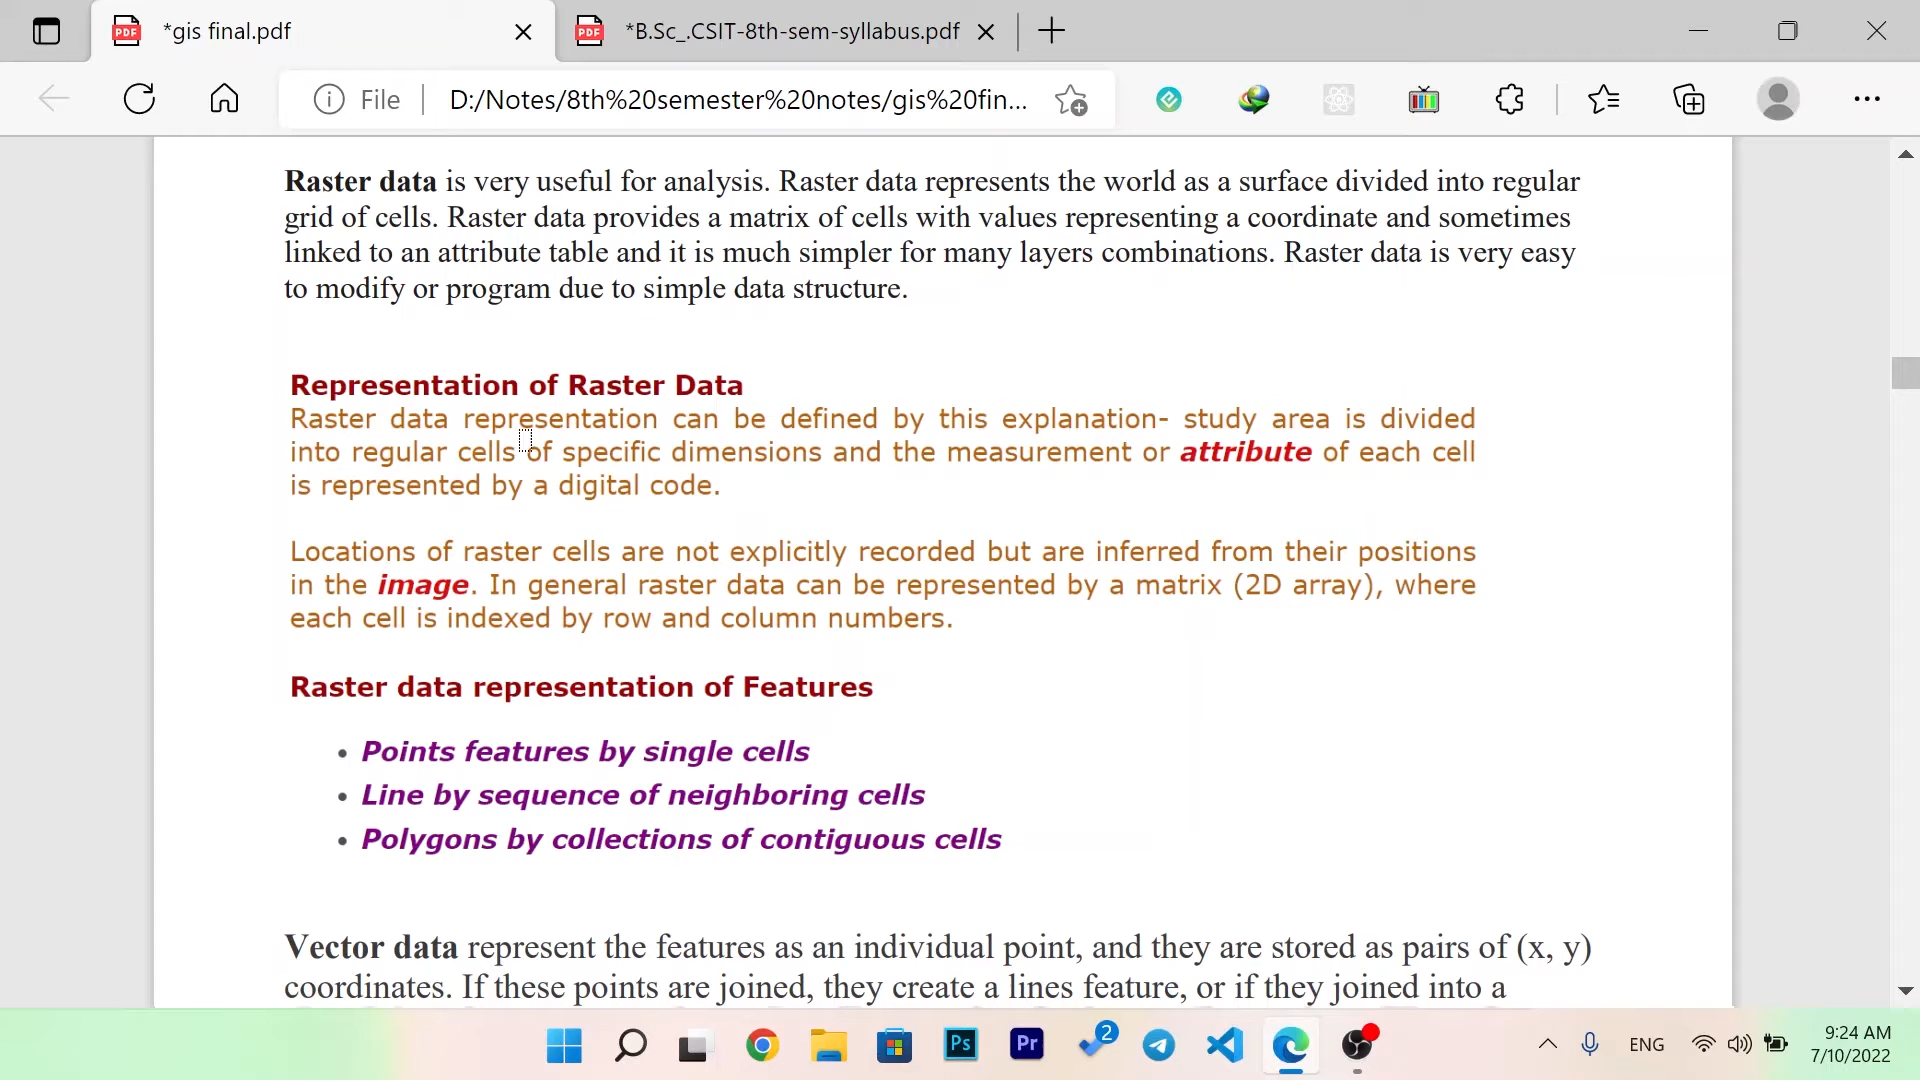 *gis final.pdf
*B.Sc_.CSIT-8th-sem-syllabus.pdf
File
D:/Notes/8th%20semester%20notes/gis%20fin...
Raster data is very useful for analysis. Raster data represents the world as a surface divided into regular
grid of cells. Raster data provides a matrix of cells with values representing a coordinate and sometimes
linked to an attribute table and it is much simpler for many layers combinations. Raster data is very easy
to modify or program due to simple data structure.
Representation of Raster Data
Raster data representation can be defined by this explanation- study area is divided
into regular cells of specific dimensions and the measurement or attribute of each cell
is represented by a digital code.
Locations of raster cells are not explicitly recorded but are inferred from their positions
in the image. In general raster data can be represented by a matrix (2D array), where
each cell is indexed by row and column numbers.
Raster data representation of Features
• Points features by single cells
• Line by sequence of neighboring cells
• Polygons by collections of contiguous cells
Vector data represent the features as an individual point, and they are stored as pairs of (x, y)
coordinates. If these points are joined, they create a lines feature, or if they joined into a
Ps
Pr
2
ENG
9:24 AM
7/10/2022